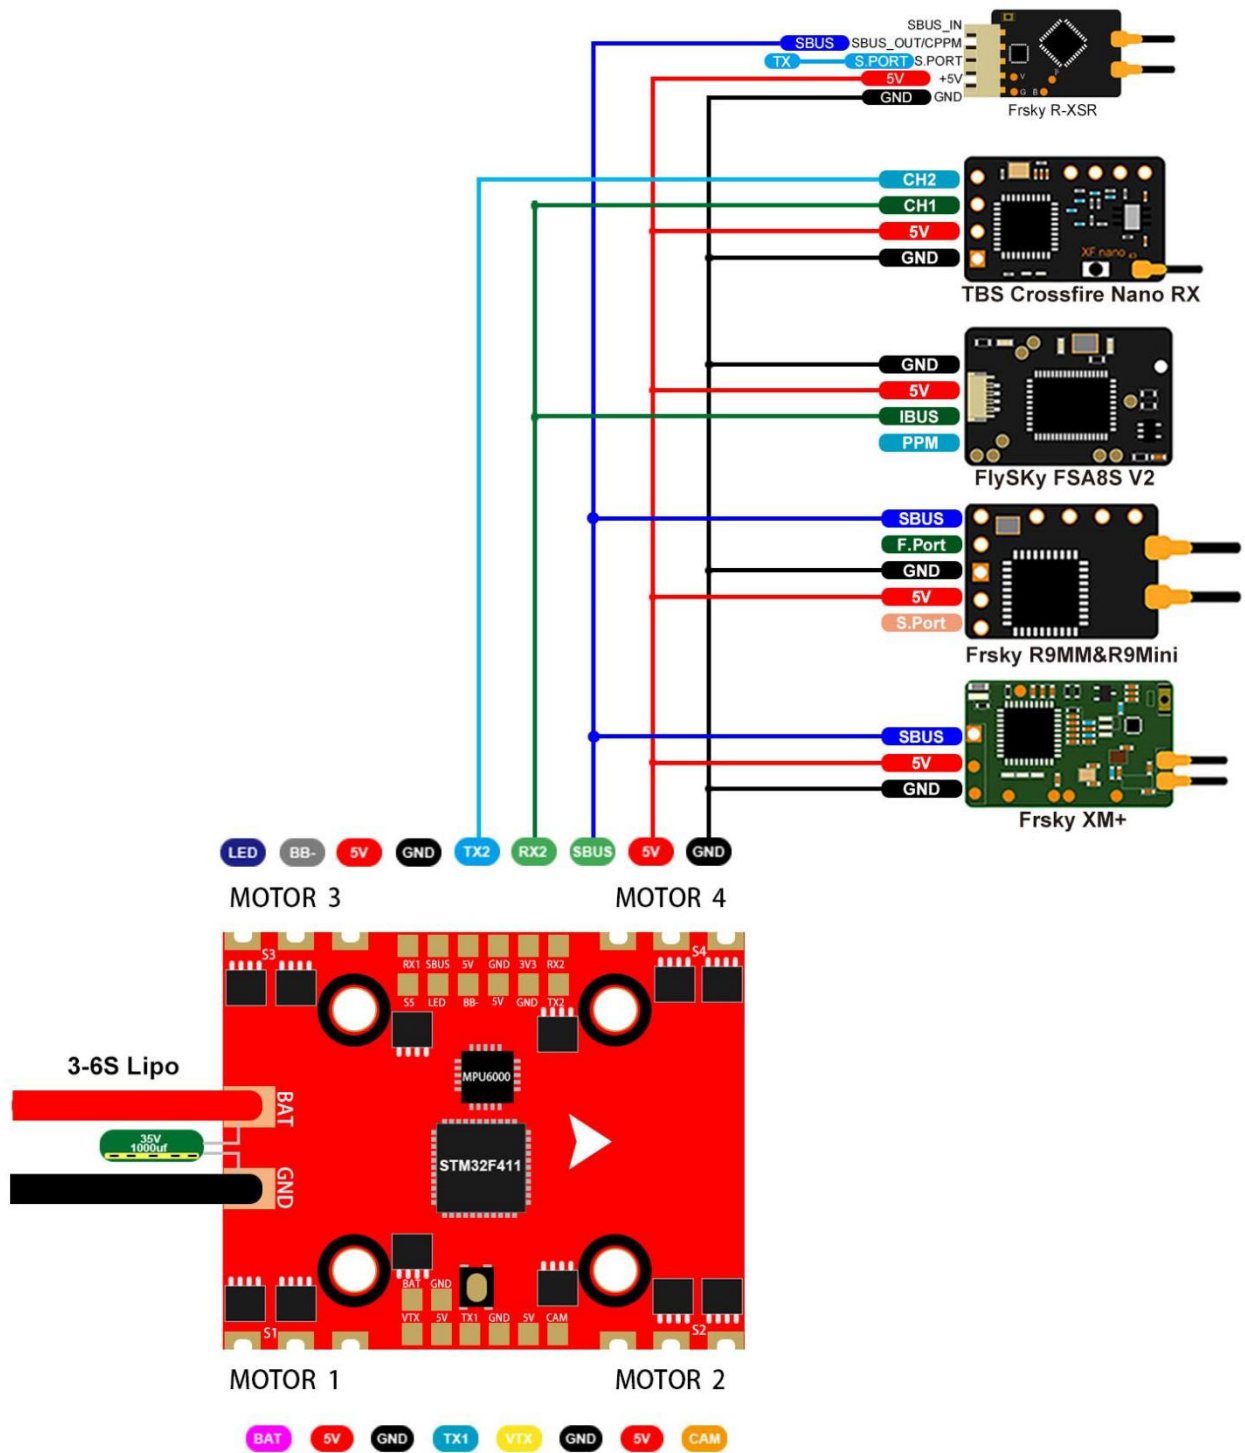 SBUS_IN
SBUS SBUS_OUT/CPPM
TX S.PORT S.PORT
5V +5V
GND GND
V P
G B
Frsky R-XSR
CH2
CH1
5V
GND
XF nano
TBS Crossfire Nano RX
GND
5V
IBUS
PPM
FlySKy FSA8S V2
SBUS
F.Port
GND
5V
S.Port
Frsky R9MM&R9Mini
SBUS
5V
GND
Frsky XM+
LED BB- 5V GND TX2 RX2 SBUS 5V GND
MOTOR 3 MOTOR 4
S3 S4
RX1 SBUS 5V GND 3V3 RX2
S5 LED BB- 5V GND TX2
3-6S Lipo
MPU6000
BAT
35V
1000uf
STM32F411
GND
BAT GND
VTX 5V TX1 GND 5V CAM
S1 S2
MOTOR 1 MOTOR 2
BAT 5V GND TX1 VTX GND 5V CAM